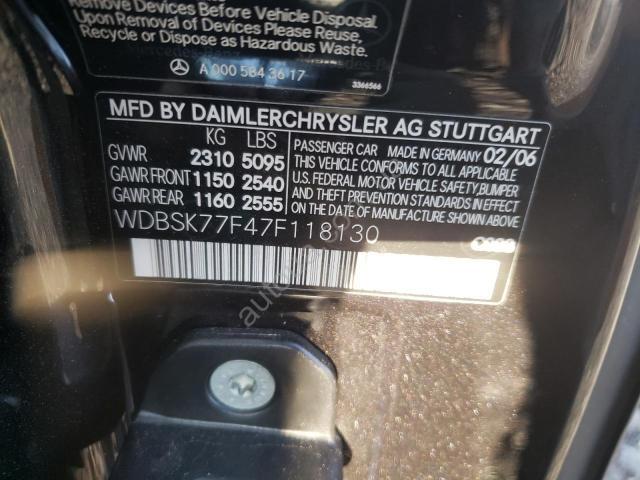 Remove Devices Before Vehicle Disposal.
Upon Removal of Devices Please Reuse,
Recycle or Dispose as Hazardous Waste.
A 000 584 36 17
3366566
MFD BY DAIMLERCHRYSLER AG STUTTGART
KG LBS
GVWR 2310 5095
GAWR FRONT 1150 2540
GAWR REAR 1160 2555
PASSENGER CAR MADE IN GERMANY 02/06
THIS VEHICLE CONFORMS TO ALL APPLICABLE
U.S. FEDERAL MOTOR VEHICLE SAFETY, BUMPER
AND THEFT PREVENTION STANDARDS IN EFFECT
ON THE DATE OF MANUFACTURE SHOWN ABOVE.
WDBSK77F47F118130